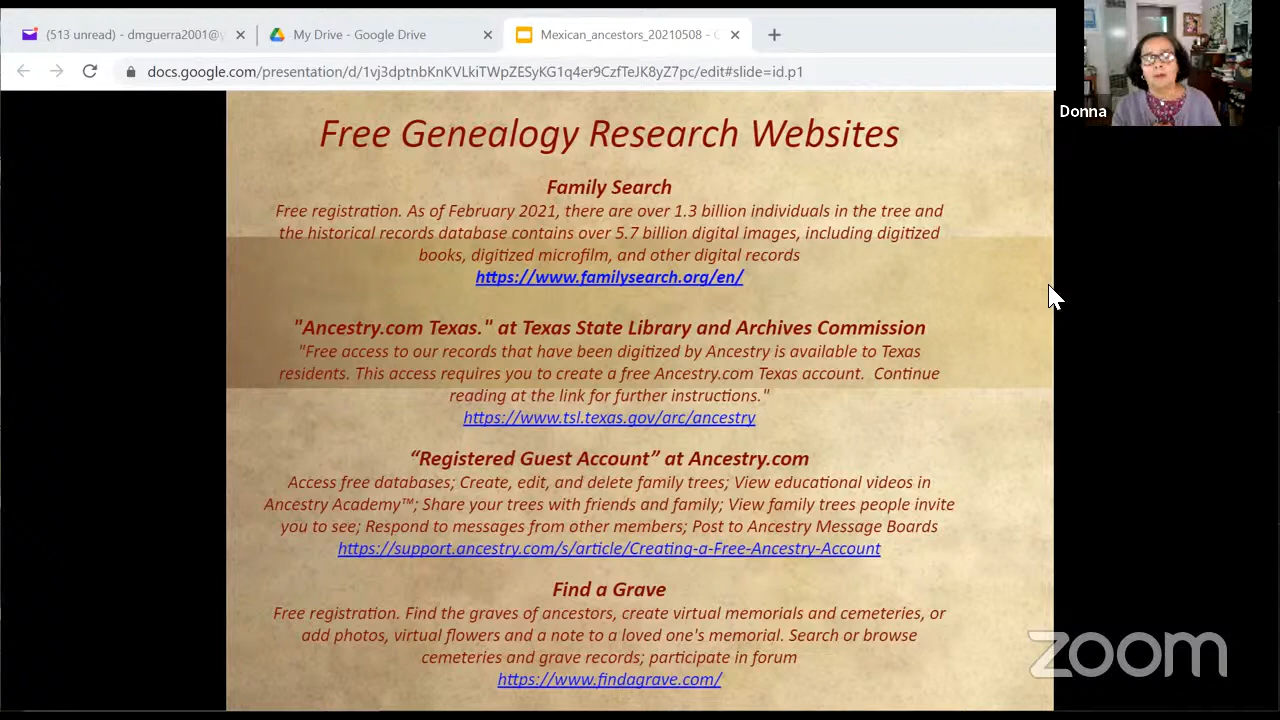 (513 unread) - dmguerra2001@
My Drive - Google Drive
Mexican_ancestors_20210508 -
docs.google.com/presentation/d/1vj3dptnbKnKVLkiTWpZESyKG1q4er9CzfTeJK8yZ7pc/edit#slide=id.p1
Donna
Free Genealogy Research Websites
Family Search
Free registration. As of February 2021, there are over 1.3 billion individuals in the tree and
the historical records database contains over 5.7 billion digital images, including digitized
books, digitized microfilm, and other digital records
https://www.familysearch.org/en/
"Ancestry.com Texas." at Texas State Library and Archives Commission
"Free access to our records that have been digitized by Ancestry is available to Texas
residents. This access requires you to create a free Ancestry.com Texas account.  Continue
reading at the link for further instructions."
https://www.tsl.texas.gov/arc/ancestry
“Registered Guest Account” at Ancestry.com
Access free databases; Create, edit, and delete family trees; View educational videos in
Ancestry Academy™; Share your trees with friends and family; View family trees people invite
you to see; Respond to messages from other members; Post to Ancestry Message Boards
https://support.ancestry.com/s/article/Creating-a-Free-Ancestry-Account
Find a Grave
Free registration. Find the graves of ancestors, create virtual memorials and cemeteries, or
add photos, virtual flowers and a note to a loved one's memorial. Search or browse
cemeteries and grave records; participate in forum
https://www.findagrave.com/
zoom